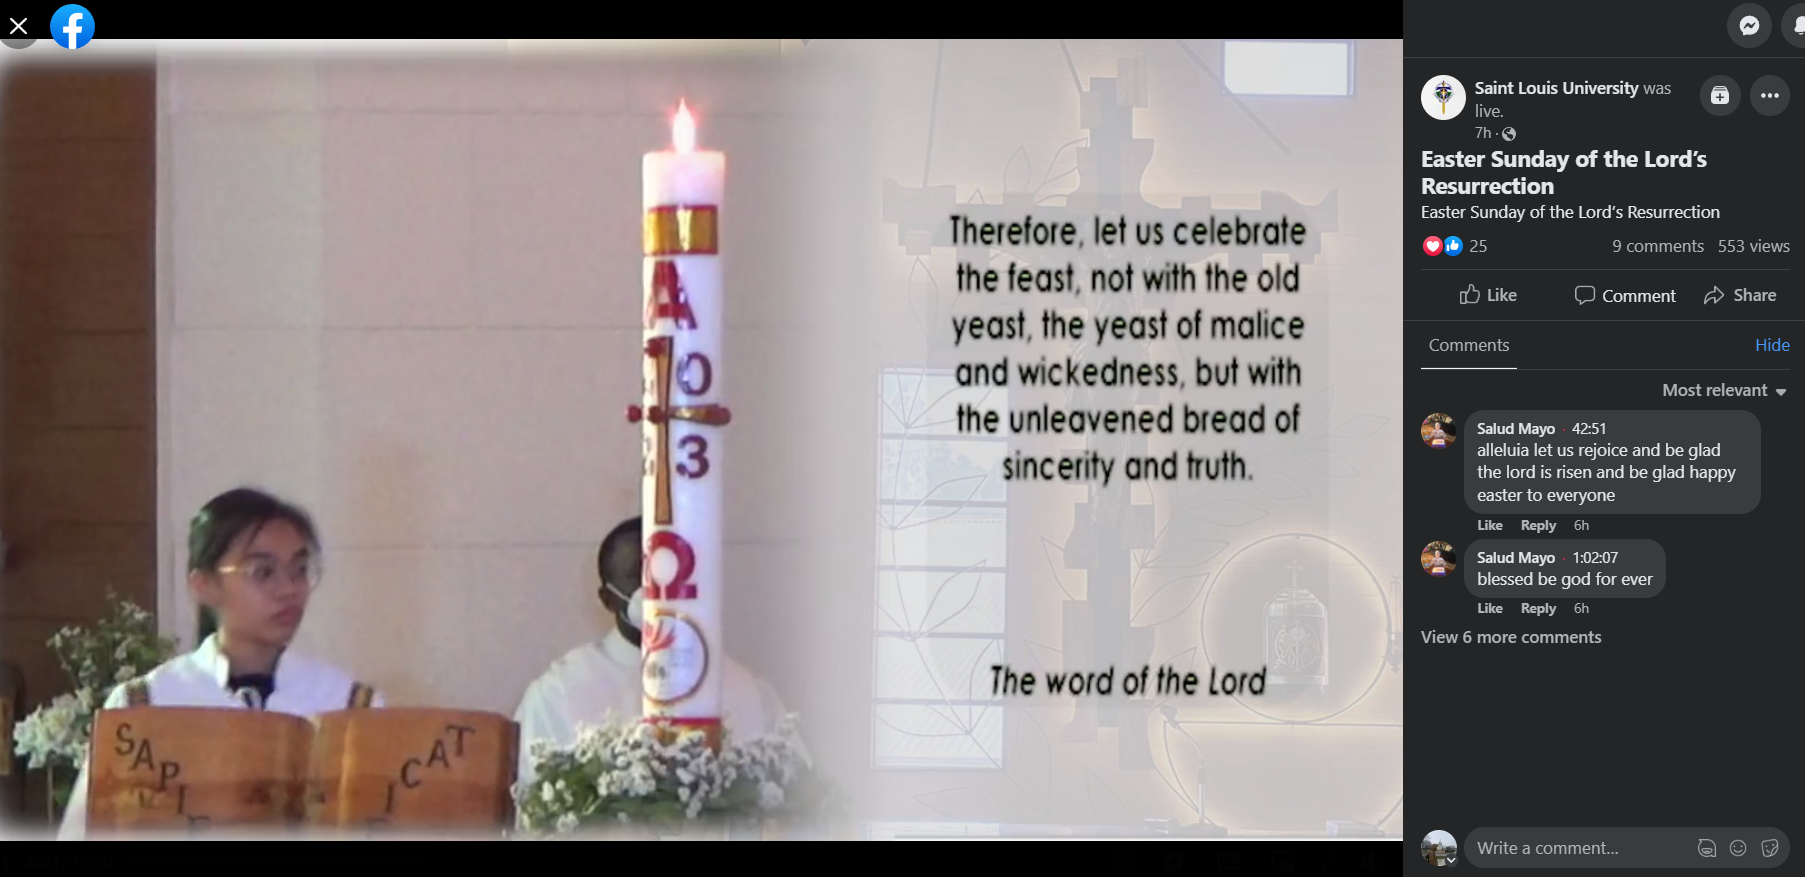 Therefore, let us celebrate
the feast, not with the old
yeast, the yeast of malice
and wickedness, but with
the unleavened bread of
sincerity and truth.
The word of the Lord
A
0
3
Ω
SAPIE
ICAT
Saint Louis University was
live.
7h ·
Easter Sunday of the Lord’s
Resurrection
Easter Sunday of the Lord’s Resurrection
25 9 comments 553 views
Like Comment Share
Comments Hide
Most relevant
Salud Mayo · 42:51
alleluia let us rejoice and be glad
the lord is risen and be glad happy
easter to everyone
Like Reply 6h
Salud Mayo · 1:02:07
blessed be god for ever
Like Reply 6h
View 6 more comments
Write a comment...